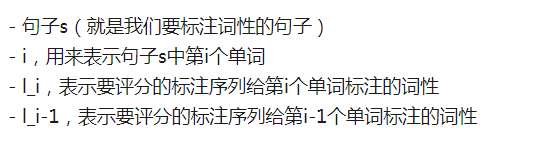 - 句子s（就是我们要标注词性的句子）
- i，用来表示句子s中第i个单词
- l_i，表示要评分的标注序列给第i个单词标注的词性
- l_i-1，表示要评分的标注序列给第i-1个单词标注的词性